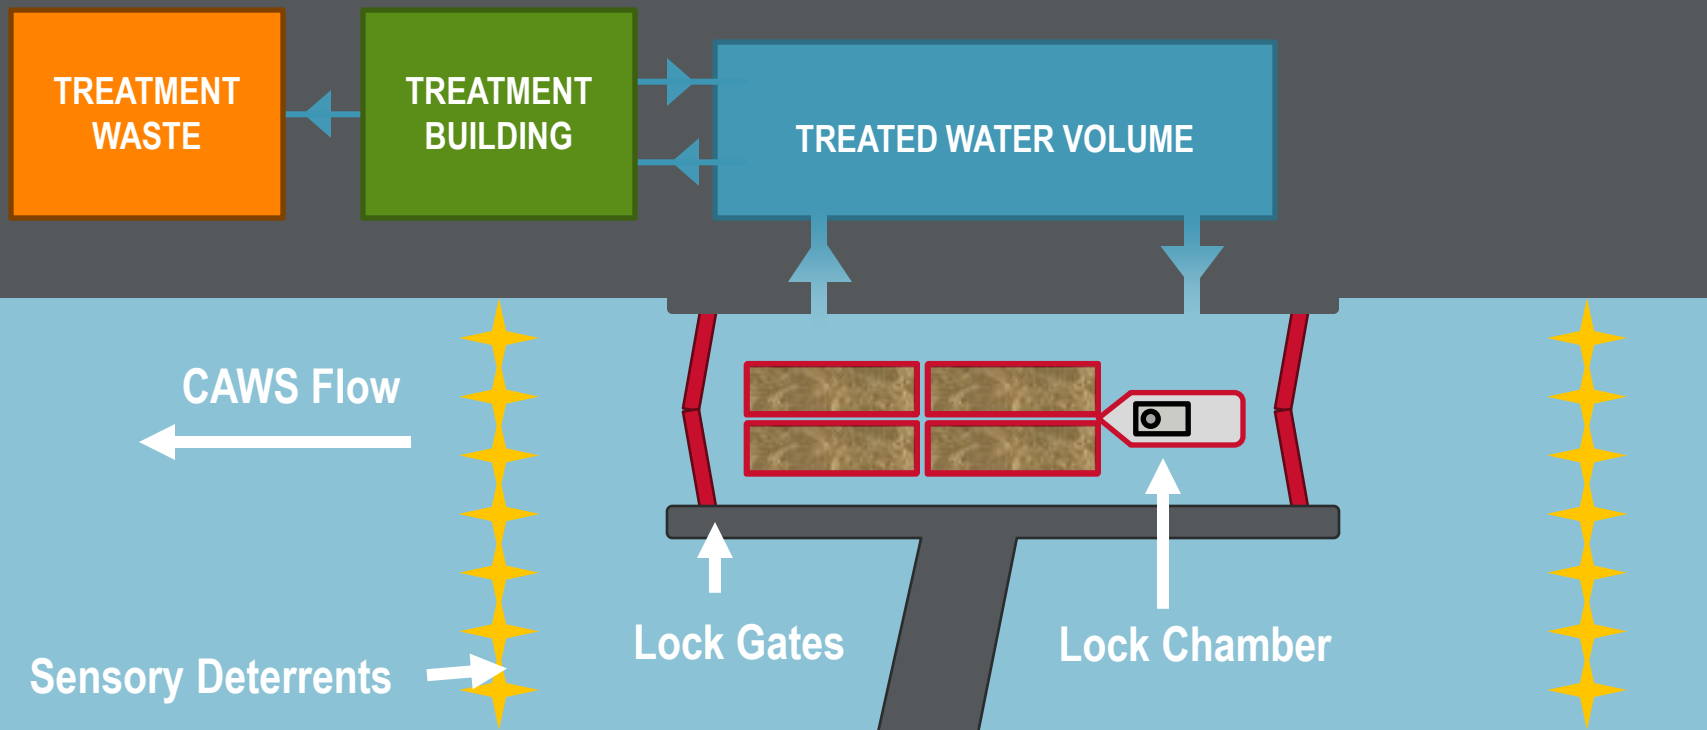 TREATMENT
WASTE
TREATMENT
BUILDING
TREATED WATER VOLUME
CAWS Flow
Lock Gates
Lock Chamber
Sensory Deterrents